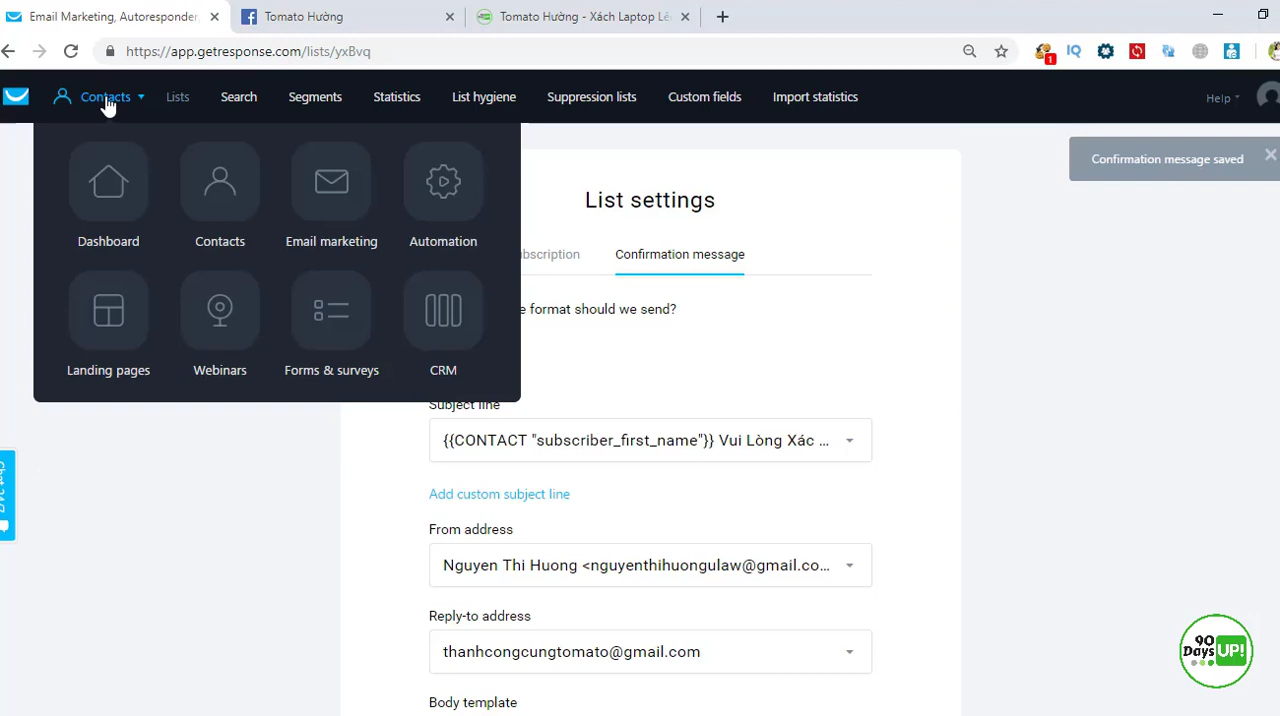 Email Marketing, Autoresponder
Tomato Hường
Tomato Hường - Xách Laptop Lê
https://app.getresponse.com/lists/yxBvq
1
Contacts
Lists
Search
Segments
Statistics
List hygiene
Suppression lists
Custom fields
Import statistics
Help
Confirmation message saved
Dashboard
Contacts
Email marketing
Automation
Landing pages
Webinars
Forms & surveys
CRM
List settings
ubscription
Confirmation message
e format should we send?
Subject line
{{CONTACT "subscriber_first_name"}} Vui Lòng Xác ...
Add custom subject line
From address
Nguyen Thi Huong <nguyenthihuongulaw@gmail.co...
Reply-to address
thanhcongcungtomato@gmail.com
Body template
90
Days UP!